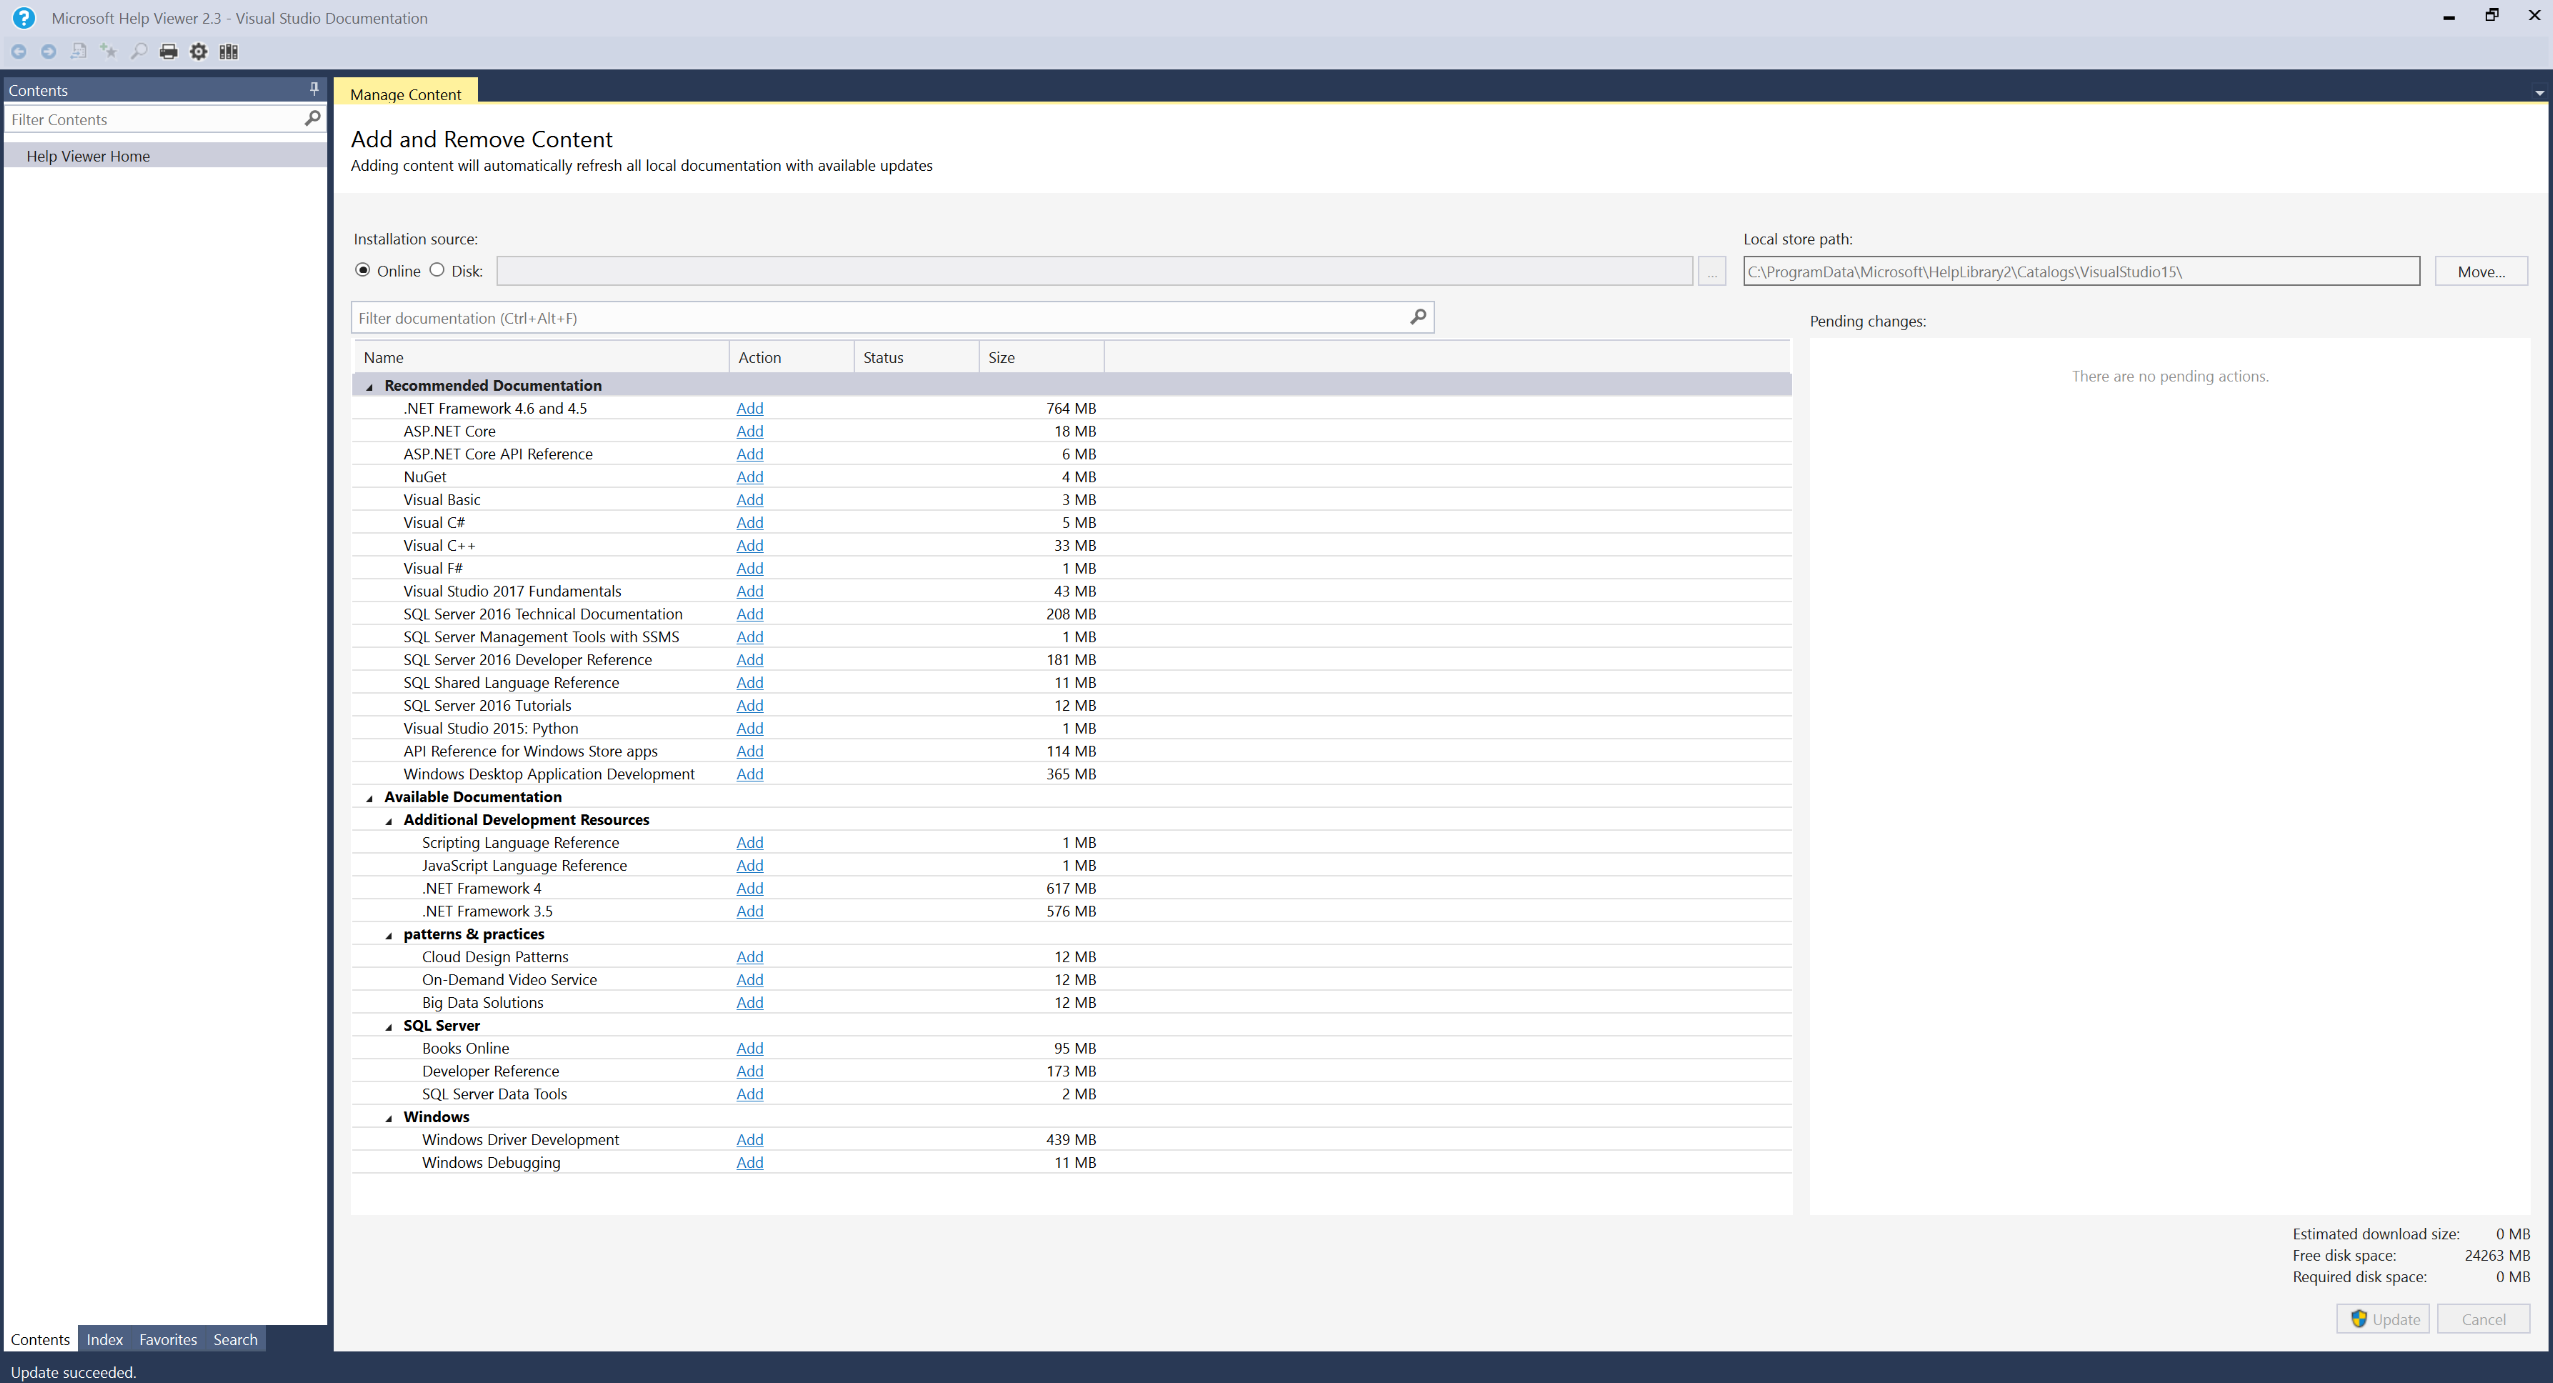 Microsoft Help Viewer 2.3 - Visual Studio Documentation
Contents
Filter Contents
Help Viewer Home
Manage Content
Add and Remove Content
Adding content will automatically refresh all local documentation with available updates
Installation source:
Online Disk: ...
Local store path:
C:\ProgramData\Microsoft\HelpLibrary2\Catalogs\VisualStudio15\ Move...
Filter documentation (Ctrl+Alt+F)
Name Action Status Size
Recommended Documentation
.NET Framework 4.6 and 4.5 Add 764 MB
ASP.NET Core Add 18 MB
ASP.NET Core API Reference Add 6 MB
NuGet Add 4 MB
Visual Basic Add 3 MB
Visual C# Add 5 MB
Visual C++ Add 33 MB
Visual F# Add 1 MB
Visual Studio 2017 Fundamentals Add 43 MB
SQL Server 2016 Technical Documentation Add 208 MB
SQL Server Management Tools with SSMS Add 1 MB
SQL Server 2016 Developer Reference Add 181 MB
SQL Shared Language Reference Add 11 MB
SQL Server 2016 Tutorials Add 12 MB
Visual Studio 2015: Python Add 1 MB
API Reference for Windows Store apps Add 114 MB
Windows Desktop Application Development Add 365 MB
Available Documentation
Additional Development Resources
Scripting Language Reference Add 1 MB
JavaScript Language Reference Add 1 MB
.NET Framework 4 Add 617 MB
.NET Framework 3.5 Add 576 MB
patterns & practices
Cloud Design Patterns Add 12 MB
On-Demand Video Service Add 12 MB
Big Data Solutions Add 12 MB
SQL Server
Books Online Add 95 MB
Developer Reference Add 173 MB
SQL Server Data Tools Add 2 MB
Windows
Windows Driver Development Add 439 MB
Windows Debugging Add 11 MB
Pending changes:
There are no pending actions.
Estimated download size: 0 MB
Free disk space: 24263 MB
Required disk space: 0 MB
Update Cancel
Contents Index Favorites Search
Update succeeded.